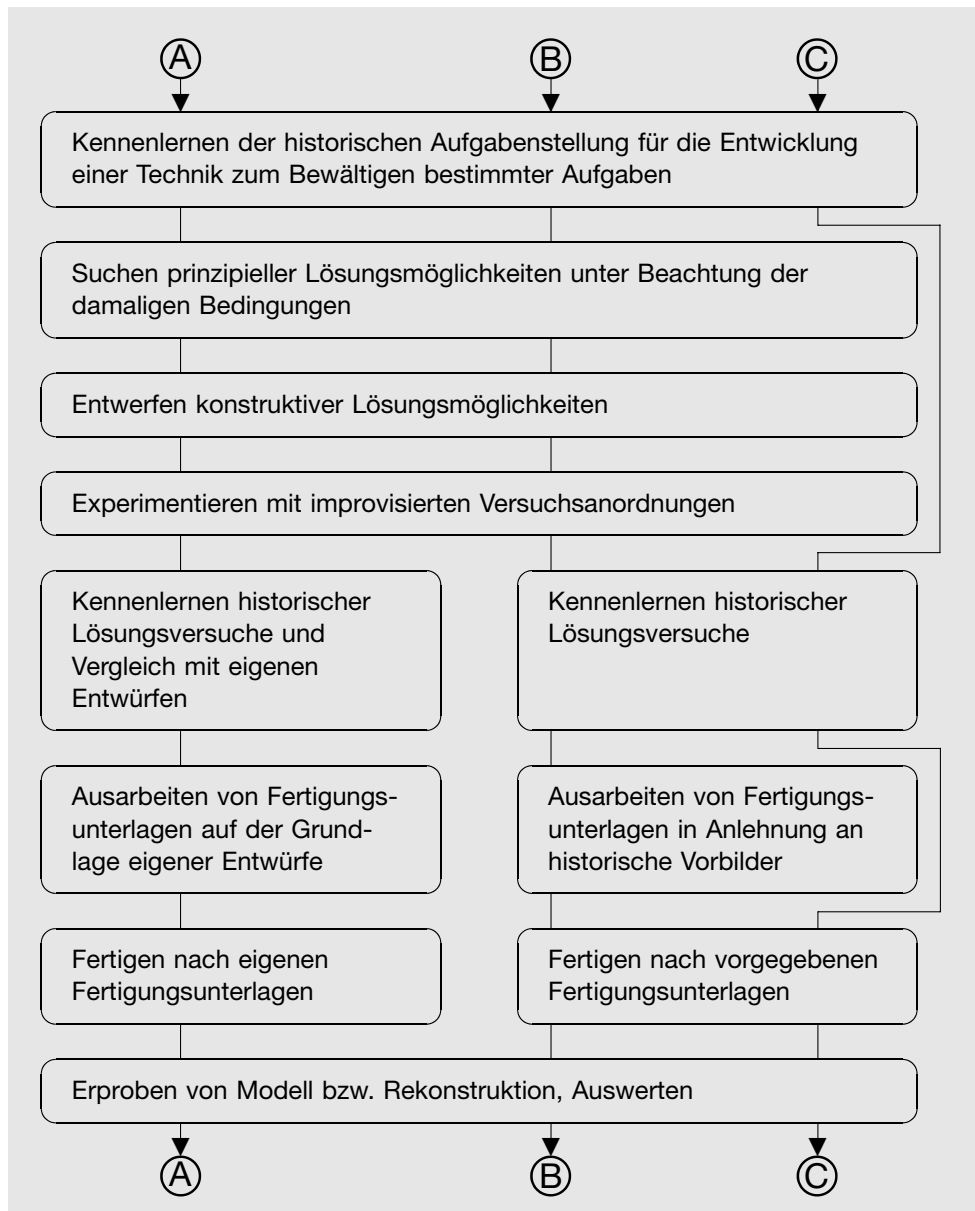 A B C
Kennenlernen der historischen Aufgabenstellung für die Entwicklung
einer Technik zum Bewältigen bestimmter Aufgaben
Suchen prinzipieller Lösungsmöglichkeiten unter Beachtung der
damaligen Bedingungen
Entwerfen konstruktiver Lösungsmöglichkeiten
Experimentieren mit improvisierten Versuchsanordnungen
Kennenlernen historischer
Lösungsversuche und
Vergleich mit eigenen
Entwürfen
Kennenlernen historischer
Lösungsversuche
Ausarbeiten von Fertigungs-
unterlagen auf der Grund-
lage eigener Entwürfe
Ausarbeiten von Fertigungs-
unterlagen in Anlehnung an
historische Vorbilder
Fertigen nach eigenen
Fertigungsunterlagen
Fertigen nach vorgegebenen
Fertigungsunterlagen
Erproben von Modell bzw. Rekonstruktion, Auswerten
A B C